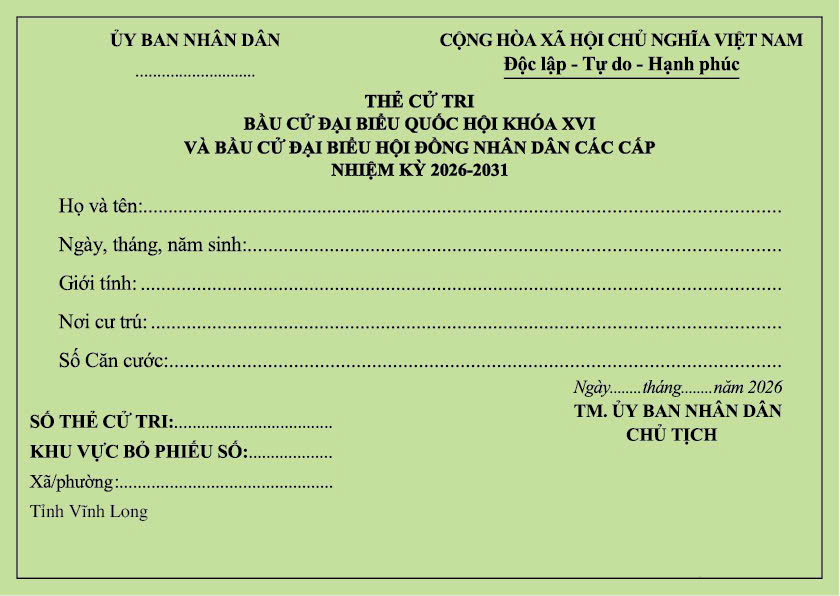 ỦY BAN NHÂN DÂN
............................
CỘNG HÒA XÃ HỘI CHỦ NGHĨA VIỆT NAM
Độc lập - Tự do - Hạnh phúc
THẺ CỬ TRI
BẦU CỬ ĐẠI BIỂU QUỐC HỘI KHÓA XVI
VÀ BẦU CỬ ĐẠI BIỂU HỘI ĐỒNG NHÂN DÂN CÁC CẤP
NHIỆM KỲ 2026-2031
Họ và tên:................................................................................
Ngày, tháng, năm sinh:................................................................................
Giới tính:................................................................................
Nơi cư trú:................................................................................
Số Căn cước:................................................................................
Ngày........tháng........năm 2026
TM. ỦY BAN NHÂN DÂN
CHỦ TỊCH
SỐ THẺ CỬ TRI:...................................
KHU VỰC BỎ PHIẾU SỐ:..................
Xã/phường:...............................................
Tỉnh Vĩnh Long